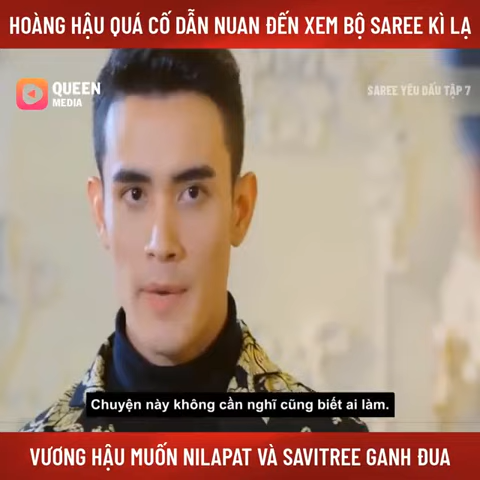 HOÀNG HẬU QUÁ CỐ DẪN NUAN ĐẾN XEM BỘ SAREE KÌ LẠ
QUEEN
MEDIA
SAREE YÊU DẤU TẬP 7
Chuyện này không cần nghĩ cũng biết ai làm.
VƯƠNG HẬU MUỐN NILAPAT VÀ SAVITREE GANH ĐUA